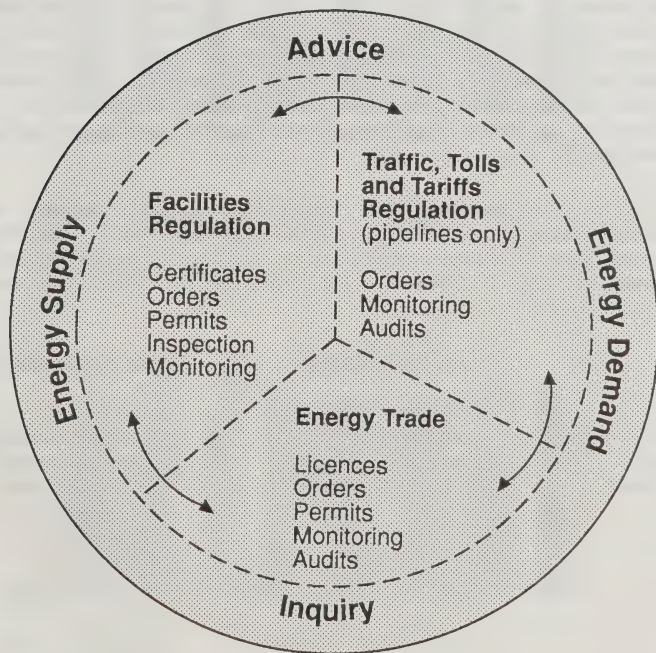 Advice
Traffic, Tolls
and Tariffs
Regulation
(pipelines only)
Orders
Monitoring
Audits
Facilities
Regulation
Certificates
Orders
Permits
Inspection
Monitoring
Energy Supply
Energy Demand
Energy Trade
Licences
Orders
Permits
Monitoring
Audits
Inquiry